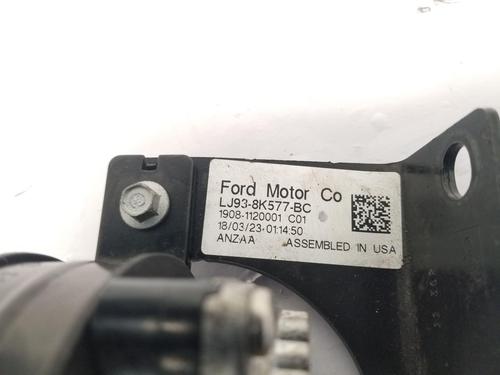 Ford Motor Co
LJ93-8K577-BC
1908-1120001 C01
18/03/23-01:14:50
ANZAA ASSEMBLED IN USA